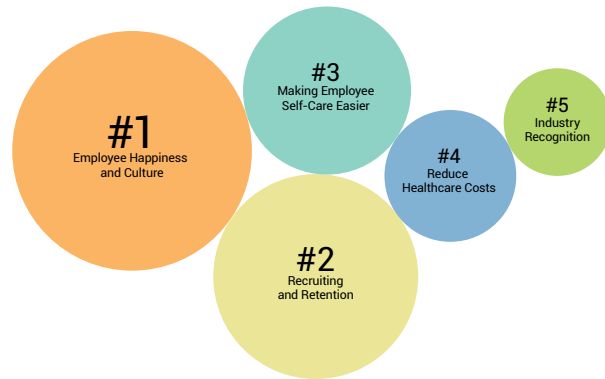 #1
Employee Happiness
and Culture
#2
Recruiting
and Retention
#3
Making Employee
Self-Care Easier
#4
Reduce
Healthcare Costs
#5
Industry
Recognition